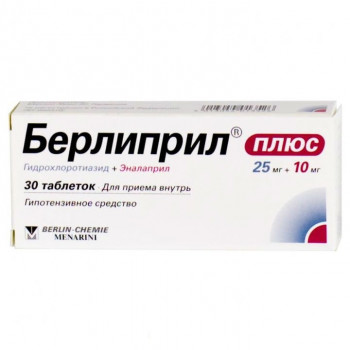 Берлиприл® плюс
Гидрохлоротиазид + Эналаприл 25 мг + 10 мг
30 таблеток · Для приема внутрь
Гипотензивное средство
BERLIN-CHEMIE
MENARINI